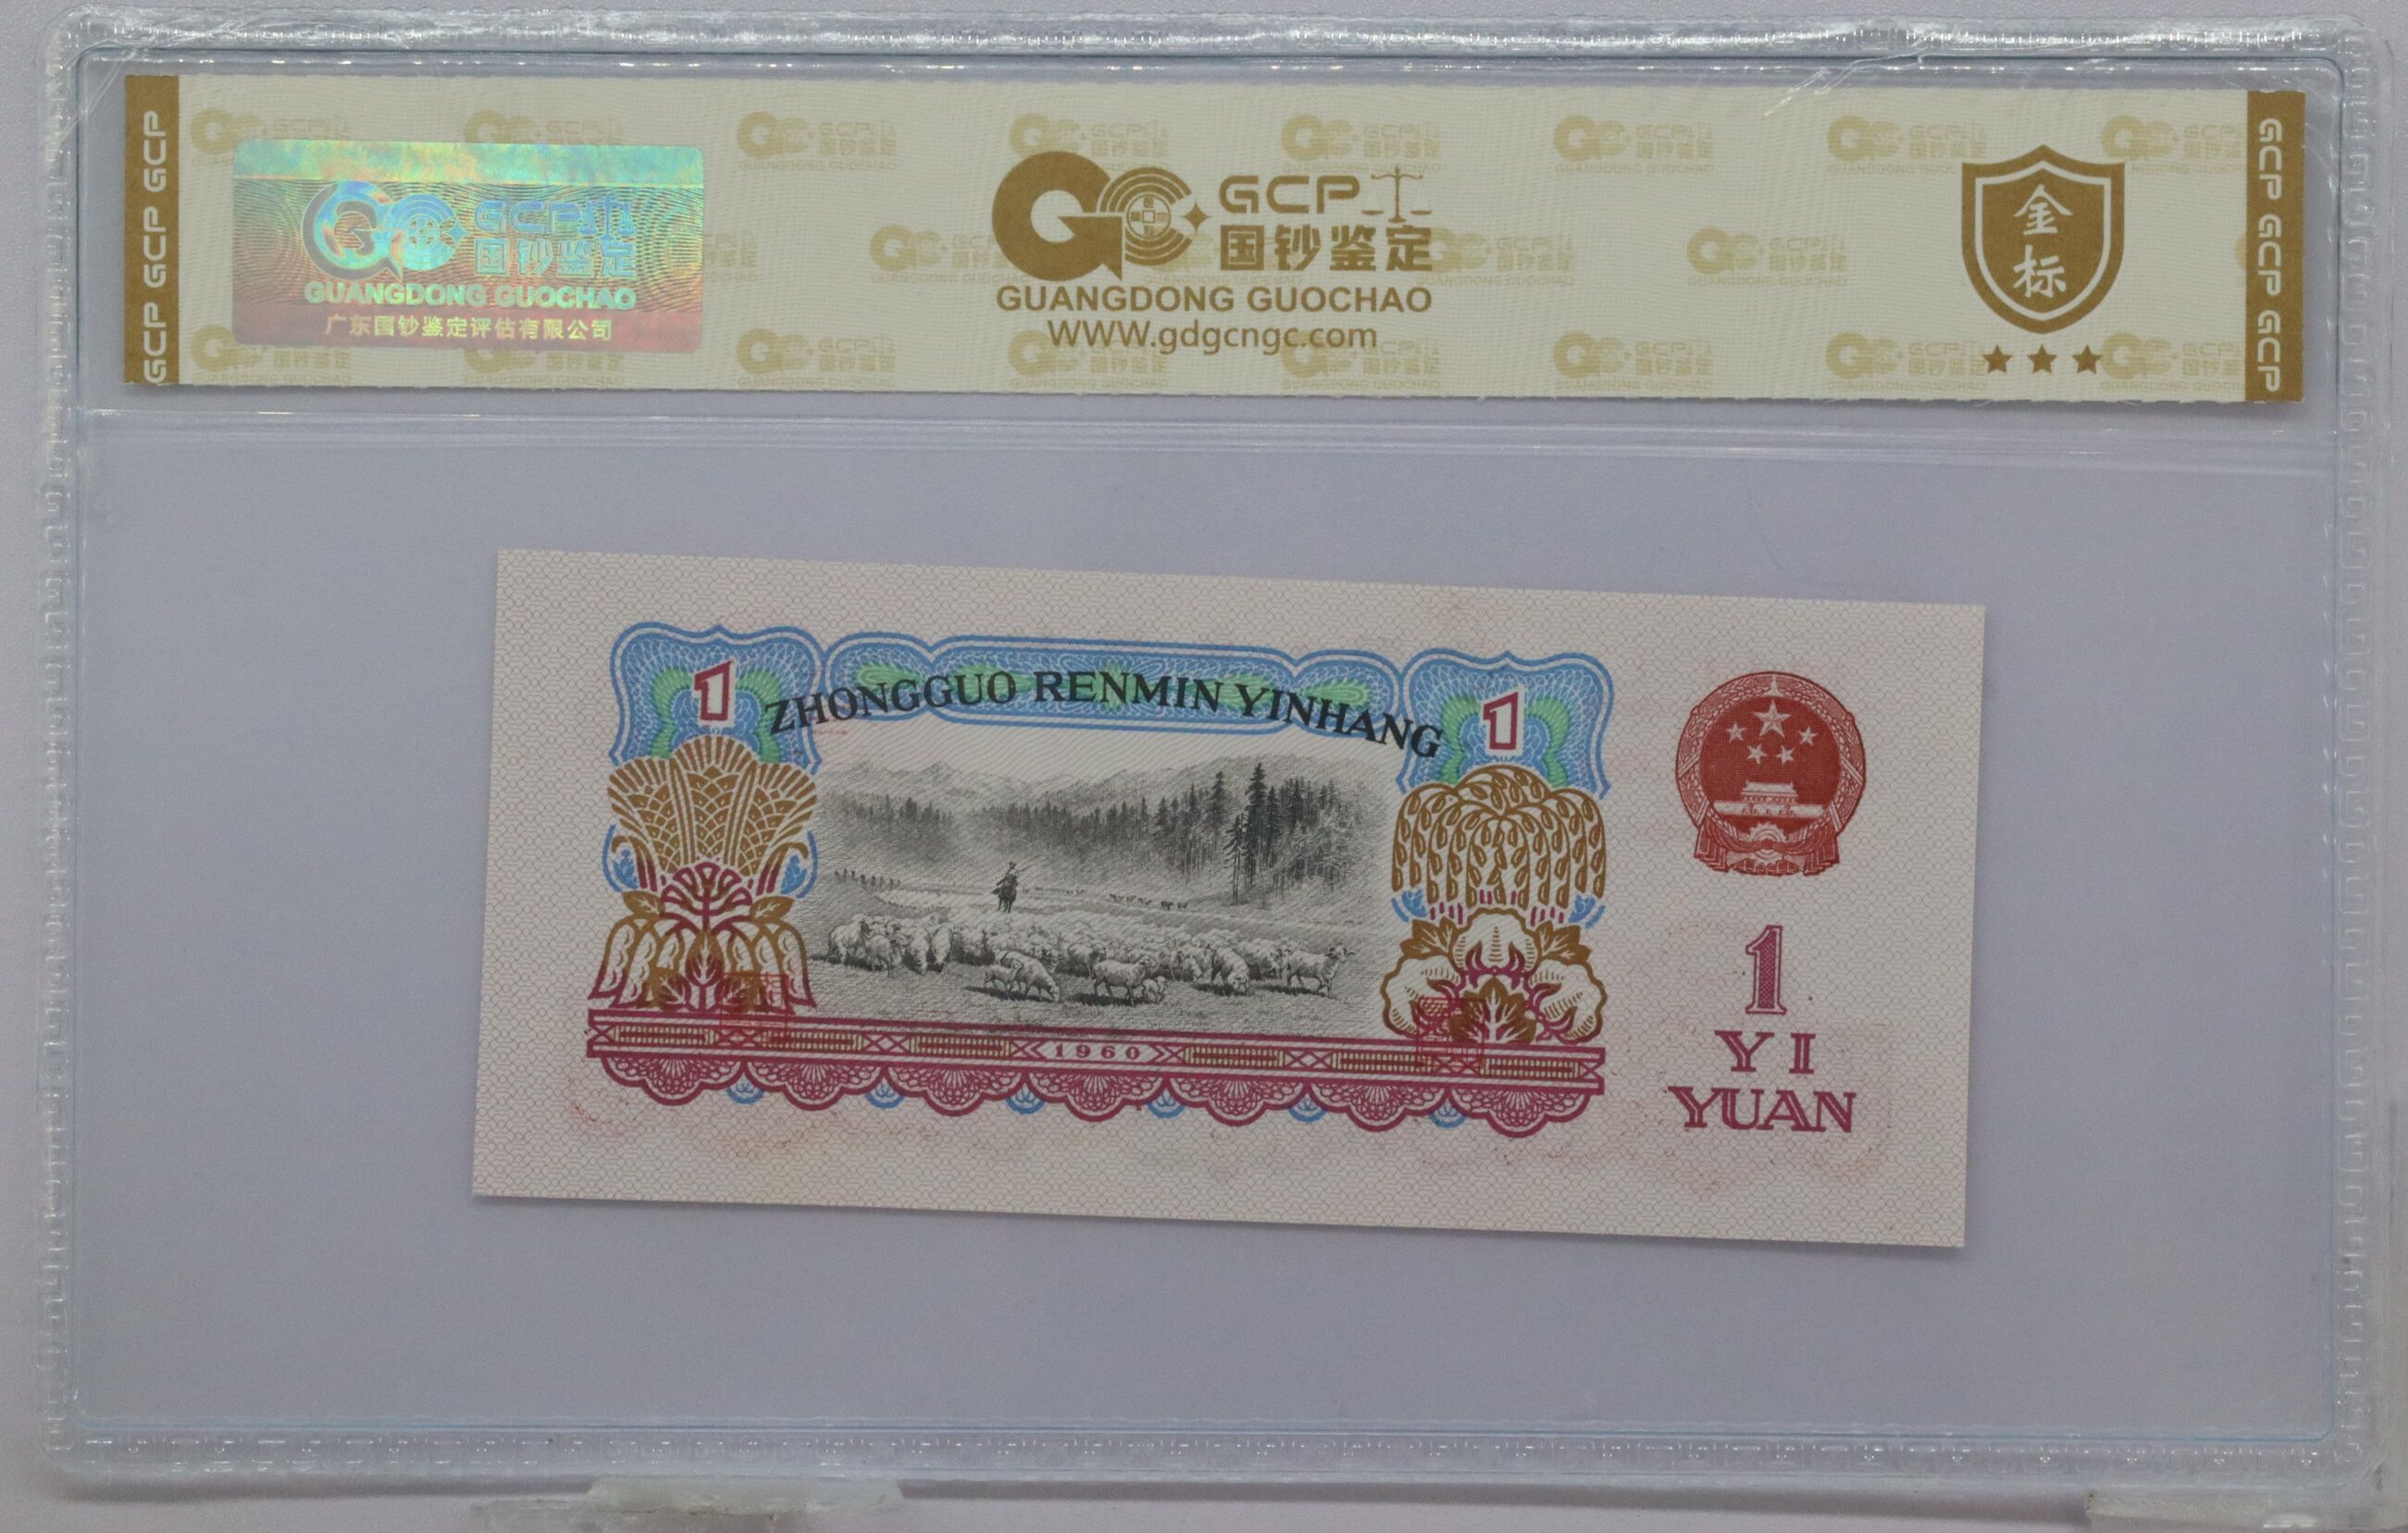 GCP GCP GCP
GCP
国钞鉴定
GUANGDONG GUOCHAO
广东国钞鉴定评估有限公司
GCP
国钞鉴定
GUANGDONG GUOCHAO
WWW.gdgcngc.com
金
标
GCP GCP GCP
1
ZHONGGUO RENMIN YINHANG
1
1960
1
YI
YUAN